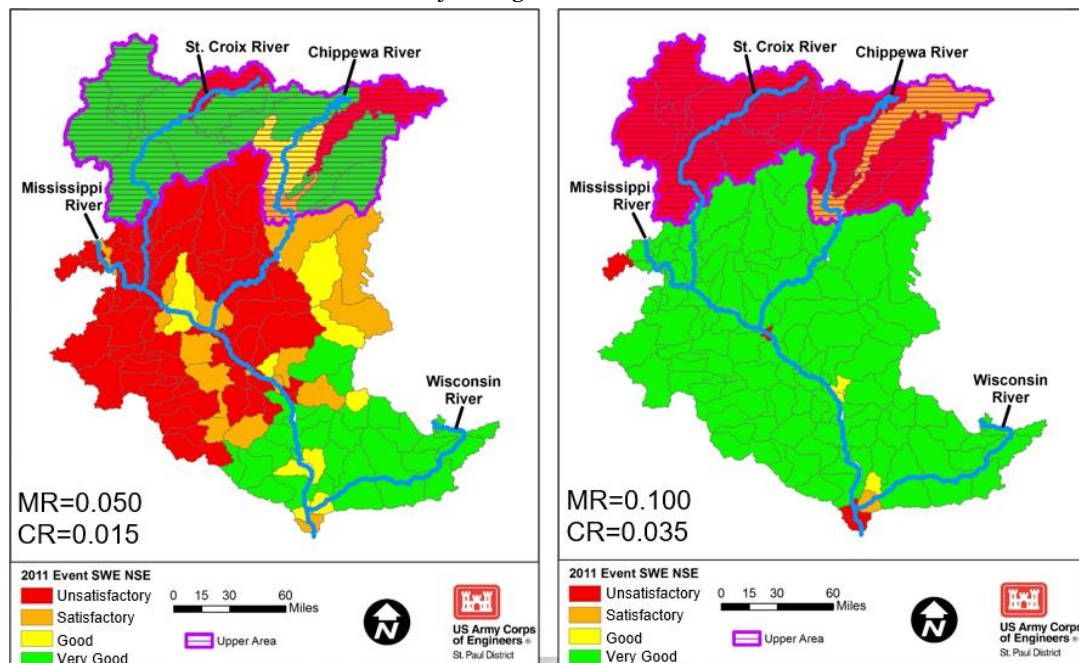 St. Croix River
Chippewa River
Mississippi
River
Wisconsin
River
MR=0.050
CR=0.015
2011 Event SWE NSE
Unsatisfactory
Satisfactory
Good
Very Good
0 15 30 60
Miles
Upper Area
N
US Army Corps
of Engineers ®
St. Paul District
St. Croix River
Chippewa River
Mississippi
River
Wisconsin
River
MR=0.100
CR=0.035
2011 Event SWE NSE
Unsatisfactory
Satisfactory
Good
Very Good
0 15 30 60
Miles
Upper Area
N
US Army Corps
of Engineers ®
St. Paul District